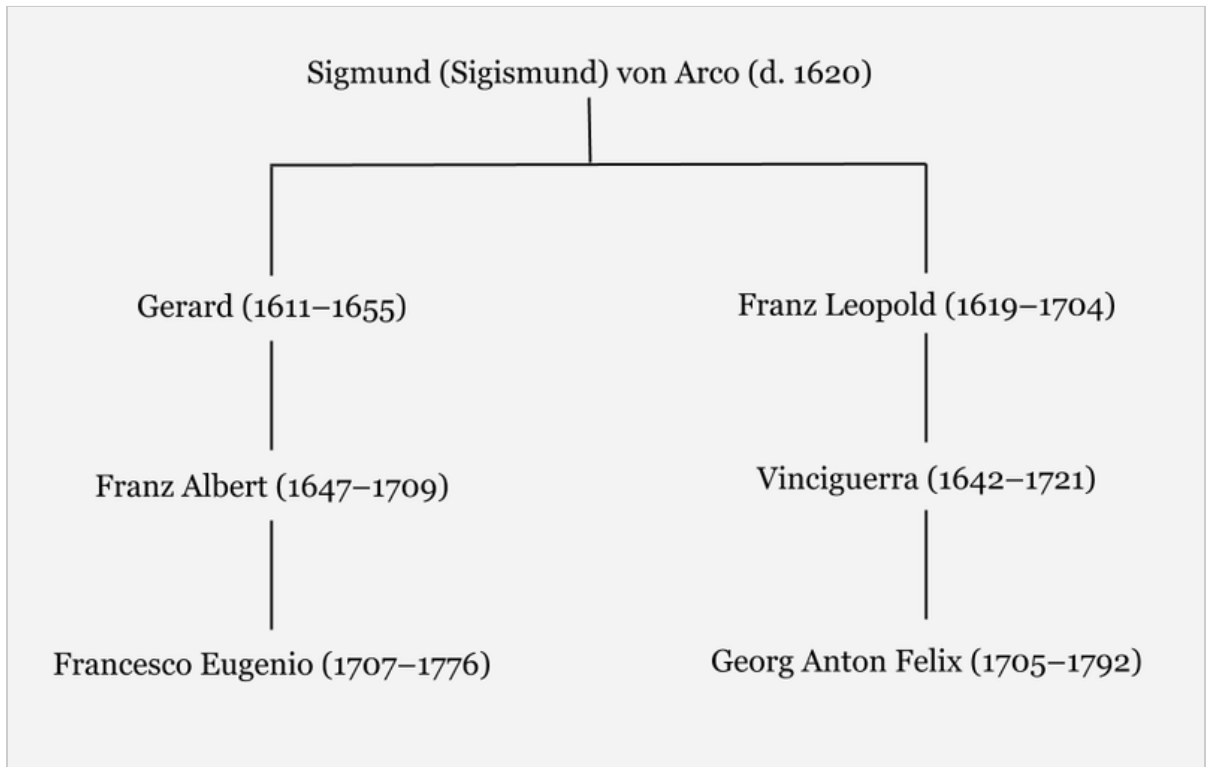 Sigmund (Sigismund) von Arco (d. 1620)
Gerard (1611–1655)
Franz Leopold (1619–1704)
Franz Albert (1647–1709)
Vinciguerra (1642–1721)
Francesco Eugenio (1707–1776)
Georg Anton Felix (1705–1792)